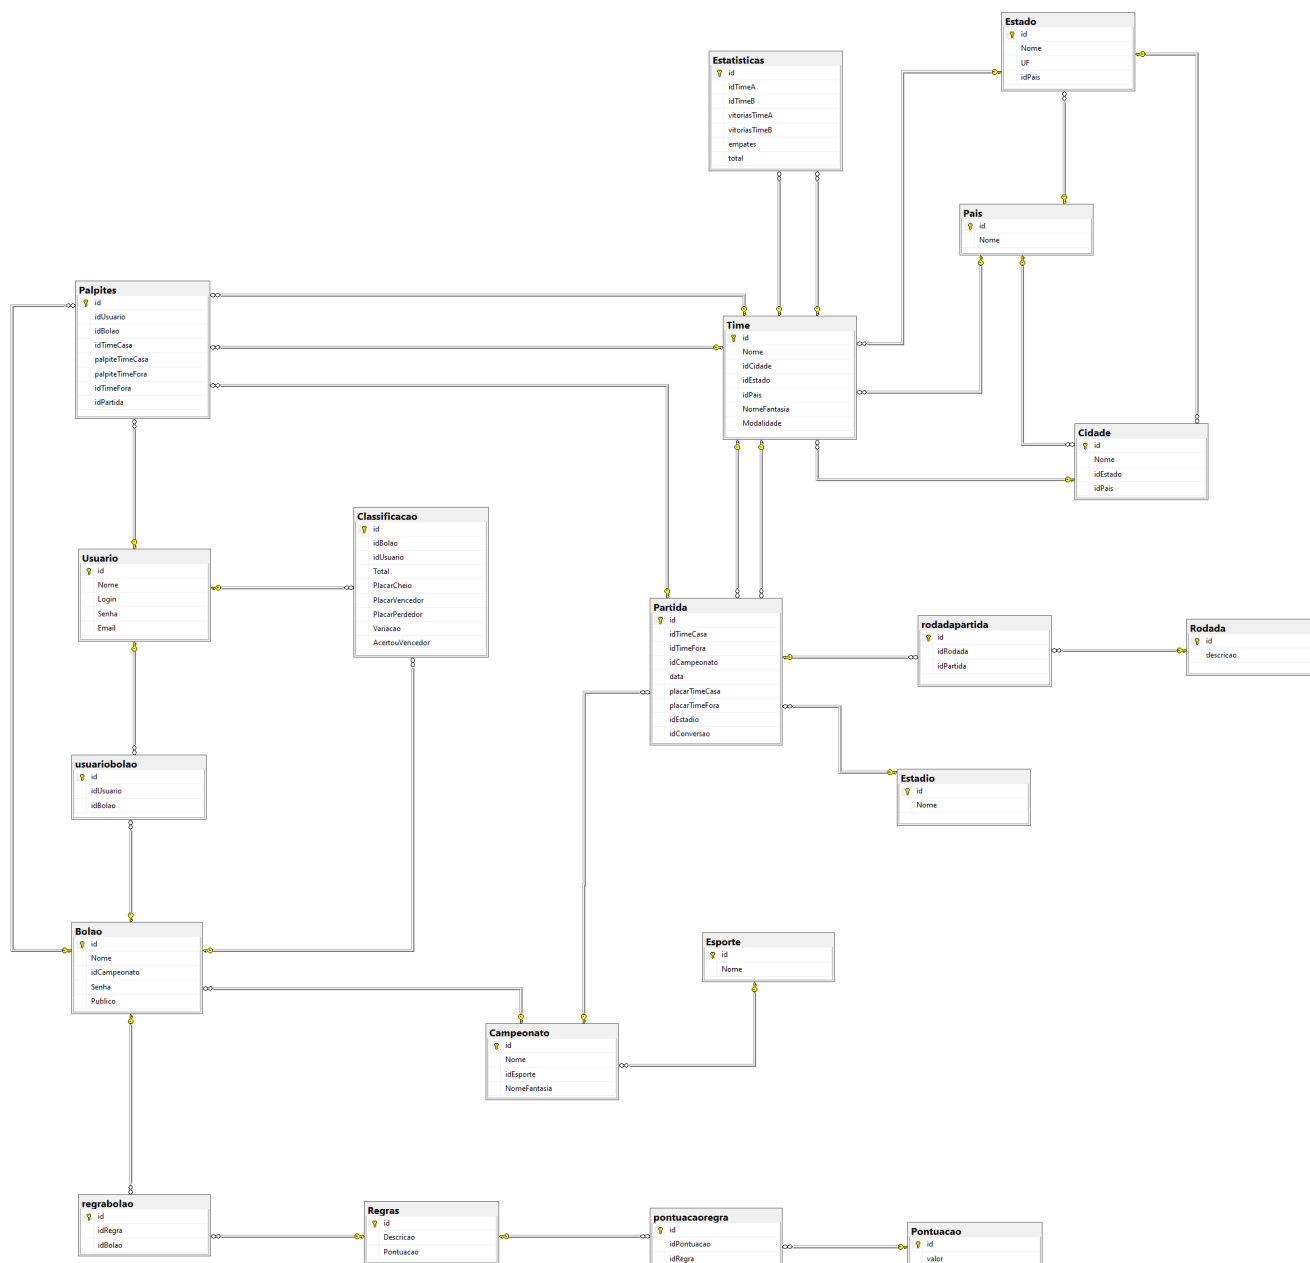 Estado
id
Nome
UF
idPais
Estatisticas
id
idTimeA
idTimeB
vitoriasTimeA
vitoriasTimeB
empates
total
Pais
id
Nome
Palpites
id
idUsuario
idBolao
idTimeCasa
palpiteTimeCasa
palpiteTimeFora
idTimeFora
idPartida
Time
id
Nome
idCidade
idEstado
idPais
NomeFantasia
Modalidade
Cidade
id
Nome
idEstado
idPais
Classificacao
id
idBolao
idUsuario
Total
PlacarCheio
PlacarVencedor
PlacarPerdedor
Variacao
AcertouVencedor
Usuario
id
Nome
Login
Senha
Email
Partida
id
idTimeCasa
idTimeFora
idCampeonato
data
placarTimeCasa
placarTimeFora
idEstadio
idConversao
rodadapartida
id
idRodada
idPartida
Rodada
id
descricao
usuariobolao
id
idUsuario
idBolao
Estadio
id
Nome
Bolao
id
Nome
idCampeonato
Senha
Publico
Esporte
id
Nome
Campeonato
id
Nome
idEsporte
NomeFantasia
regrabolao
id
idRegra
idBolao
Regras
id
Descricao
Pontuacao
pontuacaoregra
id
idPontuacao
idRegra
Pontuacao
id
valor